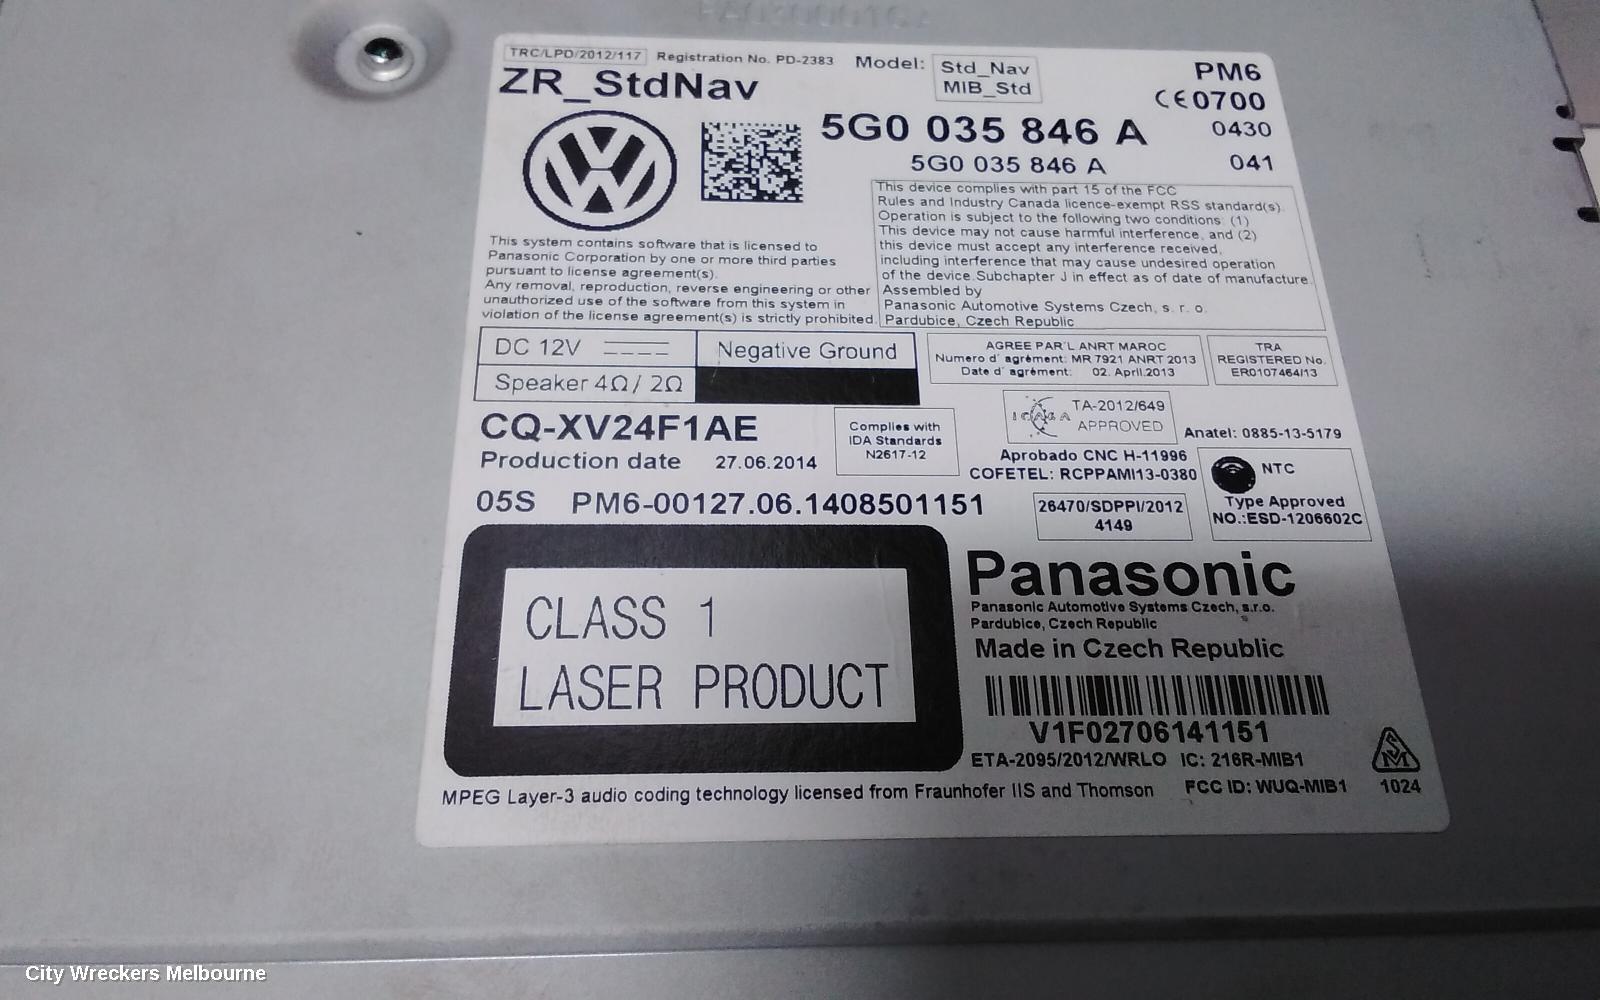 TRC/LPD/2012/117 Registration No. PD-2383
Model: Std_Nav
MIB_Std
PM6
ZR_StdNav
CE0700
5G0 035 846 A
0430
5G0 035 846 A
041
This device complies with part 15 of the FCC
Rules and Industry Canada licence-exempt RSS standard(s).
Operation is subject to the following two conditions: (1)
This device may not cause harmful interference, and (2)
this device must accept any interference received,
including interference that may cause undesired operation
of the device.Subchapter J in effect as of date of manufacture.
Assembled by
Panasonic Automotive Systems Czech, s. r. o.
Pardubice, Czech Republic
This system contains software that is licensed to
Panasonic Corporation by one or more third parties
pursuant to license agreement(s).
Any removal, reproduction, reverse engineering or other
unauthorized use of the software from this system in
violation of the license agreement(s) is strictly prohibited.
DC 12V
Negative Ground
Speaker 4Ω/ 2Ω
AGREE PAR'L ANRT MAROC
Numero d' agrément: MR 7921 ANRT 2013
Date d' agrément: 02. April.2013
TRA
REGISTERED No.
ER0107464/13
CQ-XV24F1AE
Complies with
IDA Standards
N2617-12
ICASA
TA-2012/649
APPROVED
Anatel: 0885-13-5179
Production date 27.06.2014
Aprobado CNC H-11996
COFETEL: RCPPAMI13-0380
NTC
Type Approved
NO.:ESD-1206602C
05S PM6-00127.06.1408501151
26470/SDPPI/2012
4149
CLASS 1
LASER PRODUCT
Panasonic
Panasonic Automotive Systems Czech, s.r.o.
Pardubice, Czech Republic
Made in Czech Republic
V1F02706141151
ETA-2095/2012/WRLO IC: 216R-MIB1
MPEG Layer-3 audio coding technology licensed from Fraunhofer IIS and Thomson
FCC ID: WUQ-MIB1
1024
City Wreckers Melbourne